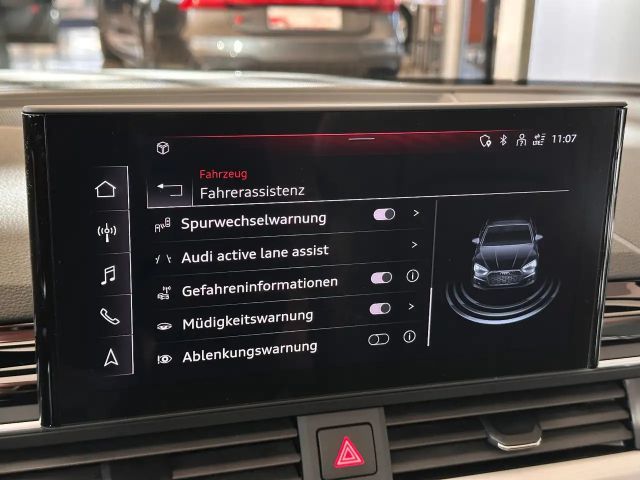 11:07
Fahrzeug
Fahrerassistenz
Spurwechselwarnung
Audi active lane assist
Gefahreninformationen
Müdigkeitswarnung
Ablenkungswarnung